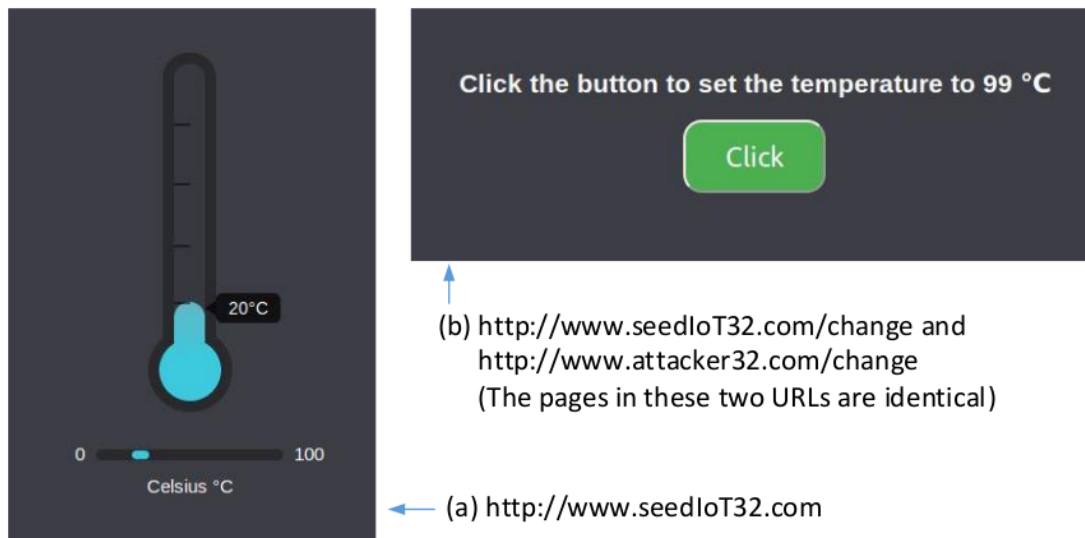 20°C
0
100
Celsius °C
Click the button to set the temperature to 99 °C
Click
(b) http://www.seedIoT32.com/change and
http://www.attacker32.com/change
(The pages in these two URLs are identical)
(a) http://www.seedIoT32.com